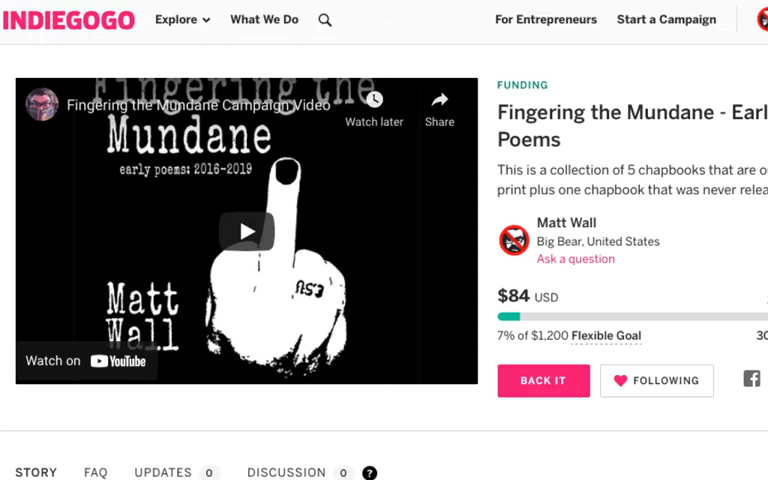 INDIEGOGO Explore What We Do For Entrepreneurs Start a Campaign
Fingering the
Fingering the Mundane Campaign Video
Watch later Share
Mundane
early poems: 2016-2019
Matt
Wall
Watch on YouTube
FUNDING
Fingering the Mundane - Earl
Poems
This is a collection of 5 chapbooks that are o
print plus one chapbook that was never relea
Matt Wall
Big Bear, United States
Ask a question
$84 USD
7% of $1,200 Flexible Goal 30
BACK IT FOLLOWING
STORY FAQ UPDATES 0 DISCUSSION 0 ?